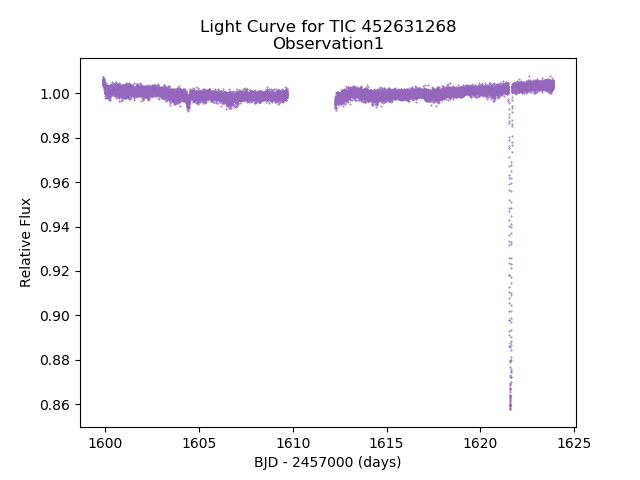 Light Curve for TIC 452631268
Observation1
Relative Flux
1.00
0.98
0.96
0.94
0.92
0.90
0.88
0.86
1600 1605 1610 1615 1620 1625
BJD - 2457000 (days)